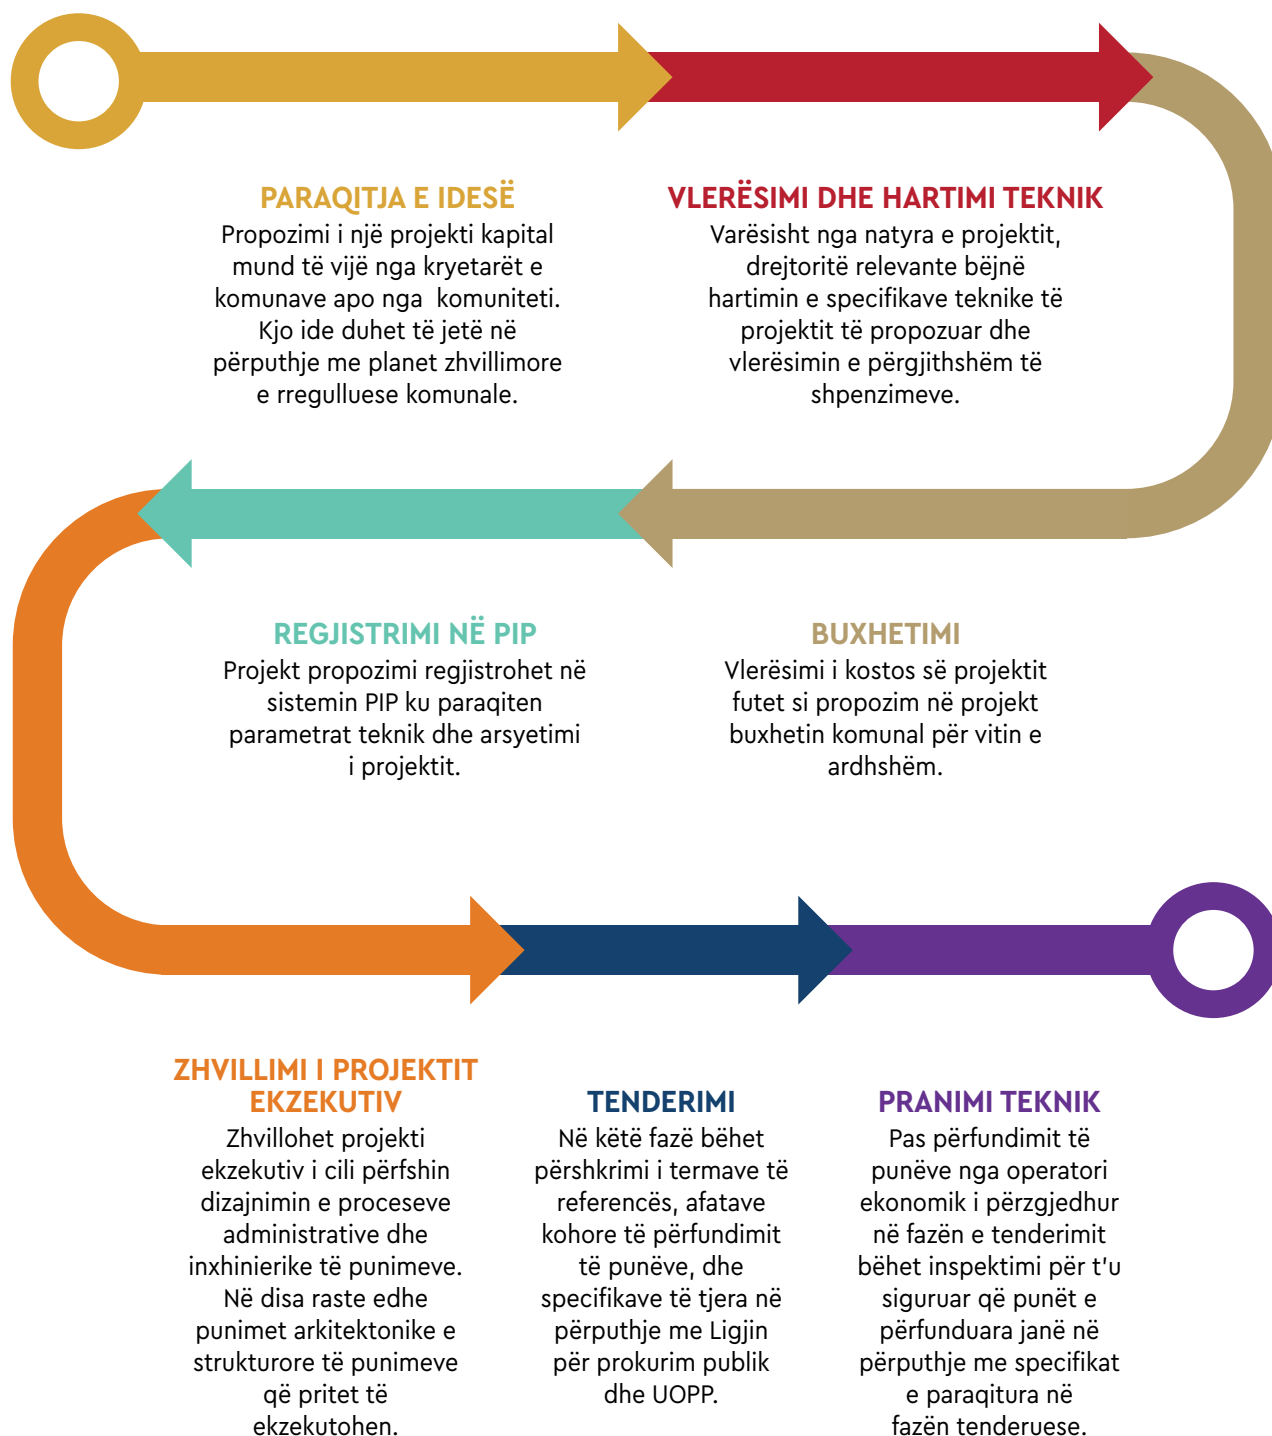 PARAQITJA E IDESË
Propozimi i një projekti kapital
mund të vijë nga kryetarët e
komunave apo nga komuniteti.
Kjo ide duhet të jetë në
përputhje me planet zhvillimore
e rregulluese komunale.
VLERËSIMI DHE HARTIMI TEKNIK
Varësisht nga natyra e projektit,
drejtoritë relevante bëjnë
hartimin e specifikave teknike të
projektit të propozuar dhe
vlerësimin e përgjithshëm të
shpenzimeve.
BUXHETIMI
Vlerësimi i kostos së projektit
futet si propozim në projekt
buxhetin komunal për vitin e
ardhshëm.
REGJISTRIMI NË PIP
Projekt propozimi regjistrohet në
sistemin PIP ku paraqiten
parametrat teknik dhe arsyetimi
i projektit.
ZHVILLIMI I PROJEKTIT
EKZEKUTIV
Zhvillohet projekti
ekzekutiv i cili përfshin
dizajnimin e proceseve
administrative dhe
inxhinierike të punimeve.
Në disa raste edhe
punimet arkitektonike e
strukturore të punimeve
që pritet të
ekzekutohen.
TENDERIMI
Në këtë fazë bëhet
përshkrimi i termave të
referencës, afatave
kohore të përfundimit
të punëve, dhe
specifikave të tjera në
përputhje me Ligjin
për prokurim publik
dhe UOPP.
PRANIMI TEKNIK
Pas përfundimit të
punëve nga operatori
ekonomik i përzgjedhur
në fazën e tenderimit
bëhet inspektimi për t'u
siguruar që punët e
përfunduara janë në
përputhje me specifikat
e paraqitura në
fazën tenderuese.